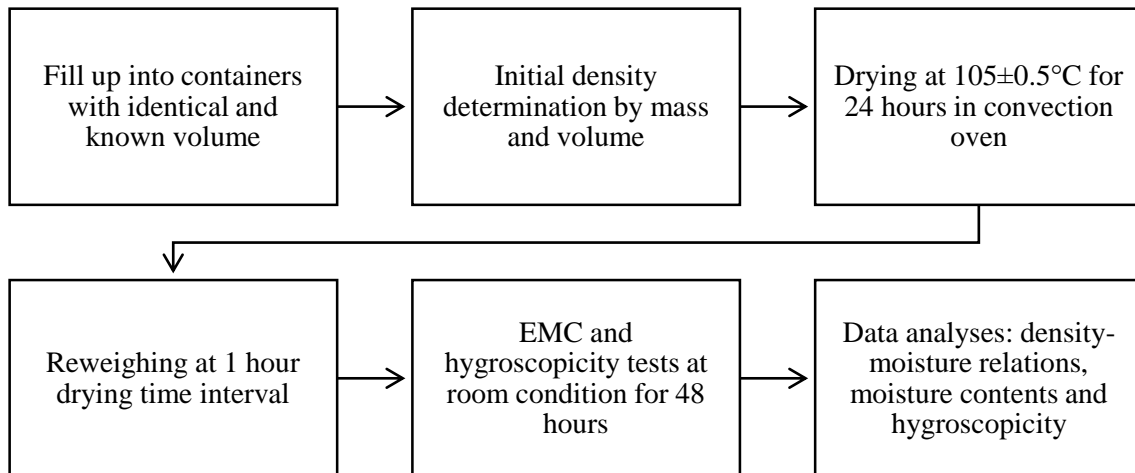 Fill up into containers
with identical and
known volume
Initial density
determination by mass
and volume
Drying at 105±0.5°C for
24 hours in convection
oven
Reweighing at 1 hour
drying time interval
EMC and
hygroscopicity tests at
room condition for 48
hours
Data analyses: density-
moisture relations,
moisture contents and
hygroscopicity